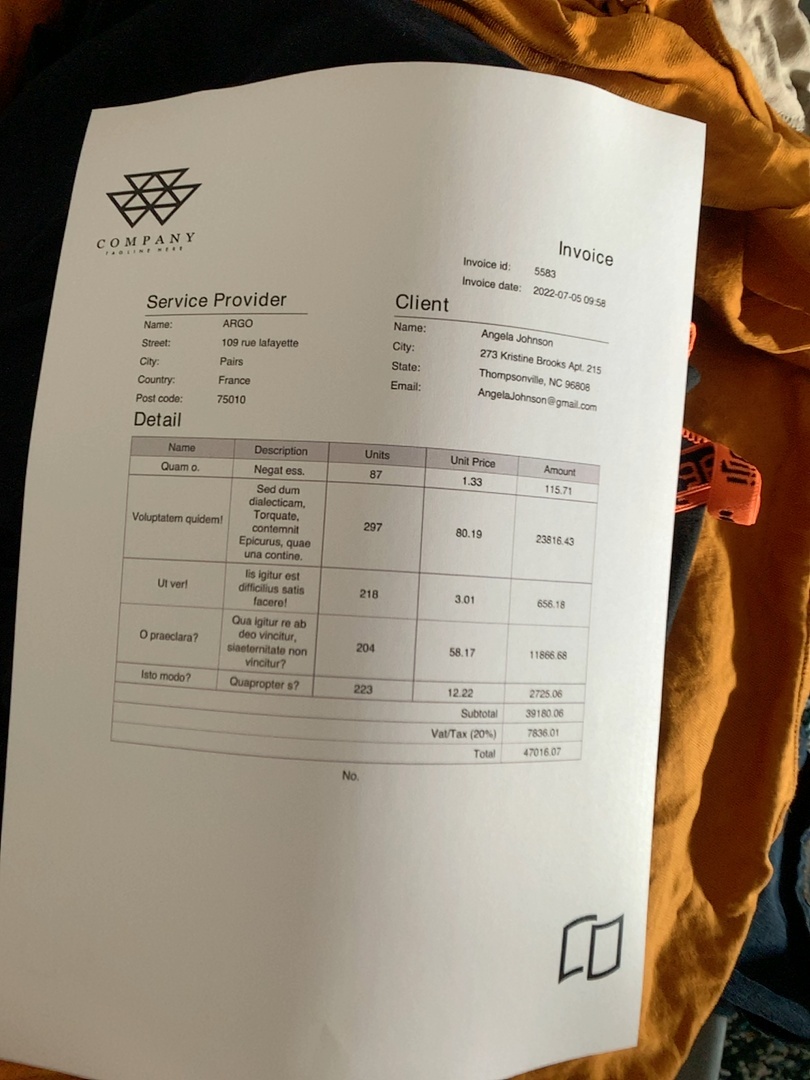 COMPANY
TAGLINE HERE
Invoice
Invoice id: 5583
Invoice date: 2022-07-05 09:58
Service Provider
Name: ARGO
Street: 109 rue lafayette
City: Pairs
Country: France
Post code: 75010
Client
Name: Angela Johnson
City: 273 Kristine Brooks Apt. 215
State: Thompsonville, NC 96808
Email: AngelaJohnson@gmail.com
Detail
Name Description Units Unit Price Amount
Quam o. Negat ess. 87 1.33 115.71
Voluptatem quidem! Sed dum
dialecticam,
Torquate,
contemnit
Epicurus, quae
una contine. 297 80.19 23816.43
Ut ver! Iis igitur est
difficilius satis
facere! 218 3.01 656.18
O praeclara? Qua igitur re ab
deo vincitur,
siaeternitate non
vincitur? 204 58.17 11866.68
Isto modo? Quapropter s? 223 12.22 2725.06
Subtotal 39180.06
Vat/Tax (20%) 7836.01
Total 47016.07
No.